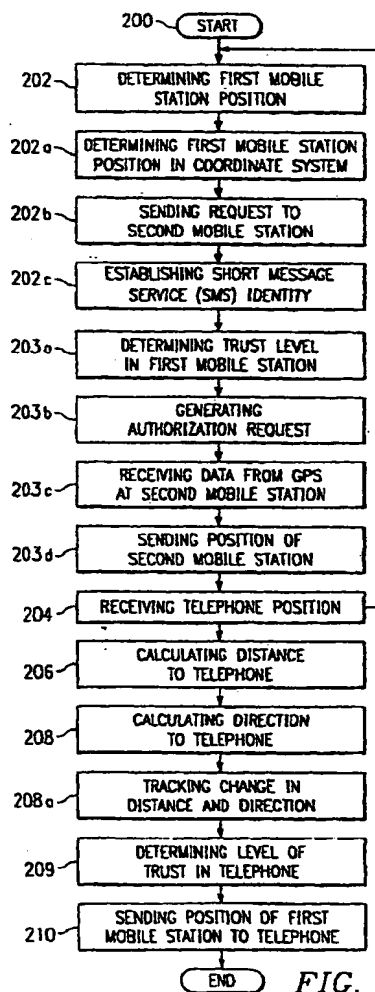 200
START
202
DETERMINING FIRST MOBILE
STATION POSITION
202a
DETERMINING FIRST MOBILE STATION
POSITION IN COORDINATE SYSTEM
202b
SENDING REQUEST TO
SECOND MOBILE STATION
202c
ESTABLISHING SHORT MESSAGE
SERVICE (SMS) IDENTITY
203a
DETERMINING TRUST LEVEL
IN FIRST MOBILE STATION
203b
GENERATING
AUTHORIZATION REQUEST
203c
RECEIVING DATA FROM GPS
AT SECOND MOBILE STATION
203d
SENDING POSITION OF
SECOND MOBILE STATION
204
RECEIVING TELEPHONE POSITION
206
CALCULATING DISTANCE
TO TELEPHONE
208
CALCULATING DIRECTION
TO TELEPHONE
208a
TRACKING CHANGE IN
DISTANCE AND DIRECTION
209
DETERMINING LEVEL OF
TRUST IN TELEPHONE
210
SENDING POSITION OF FIRST
MOBILE STATION TO TELEPHONE
END
FIG.